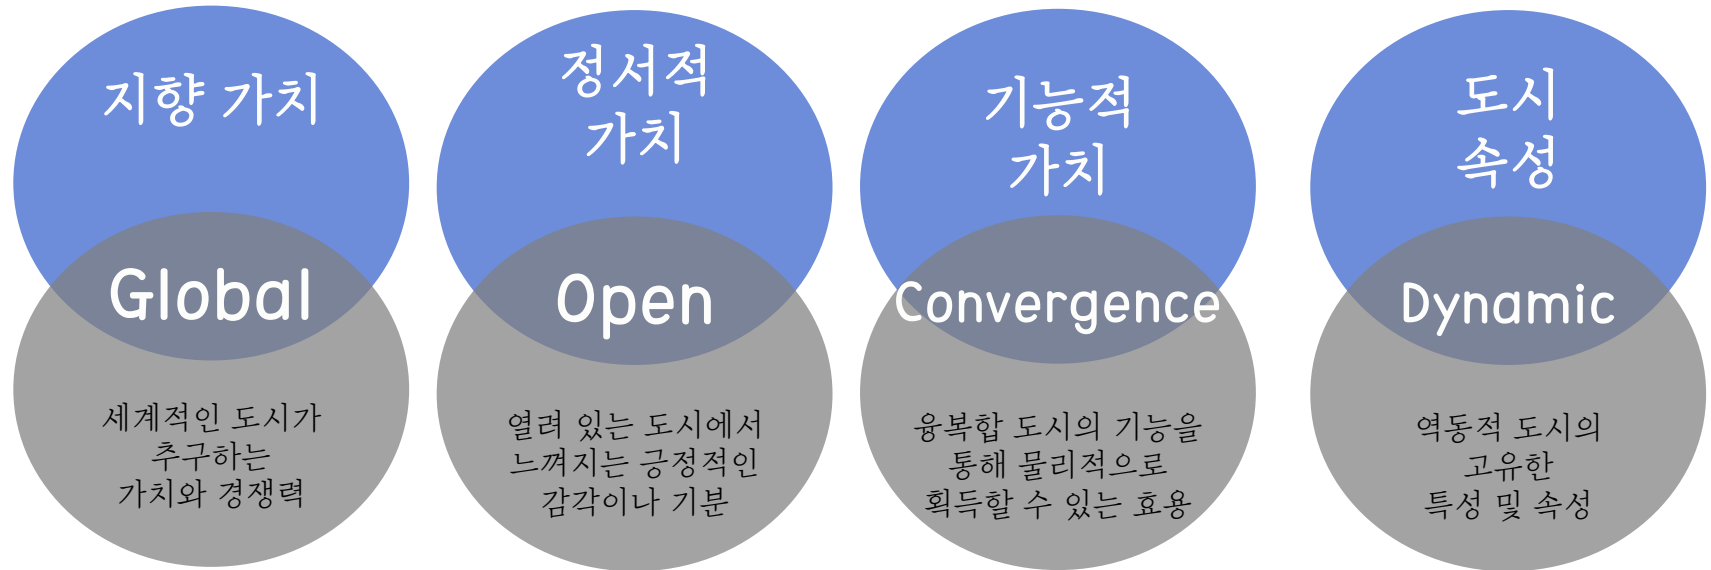 지향 가치
Global
세계적인 도시가
추구하는
가치와 경쟁력
정서적
가치
Open
열려 있는 도시에서
느껴지는 긍정적인
감각이나 기분
기능적
가치
Convergence
융복합 도시의 기능을
통해 물리적으로
획득할 수 있는 효용
도시
속성
Dynamic
역동적 도시의
고유한
특성 및 속성